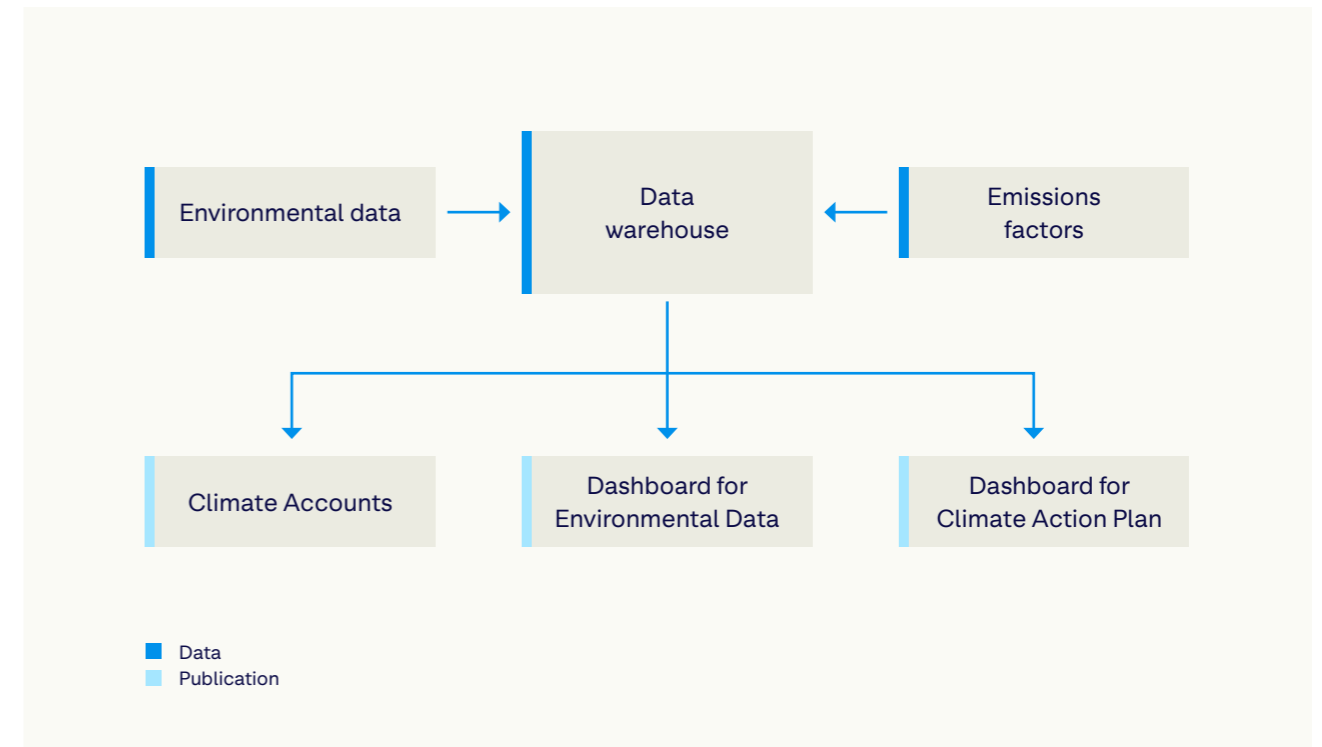 Environmental data
Data
warehouse
Emissions
factors
Climate Accounts
Dashboard for
Environmental Data
Dashboard for
Climate Action Plan
Data
Publication